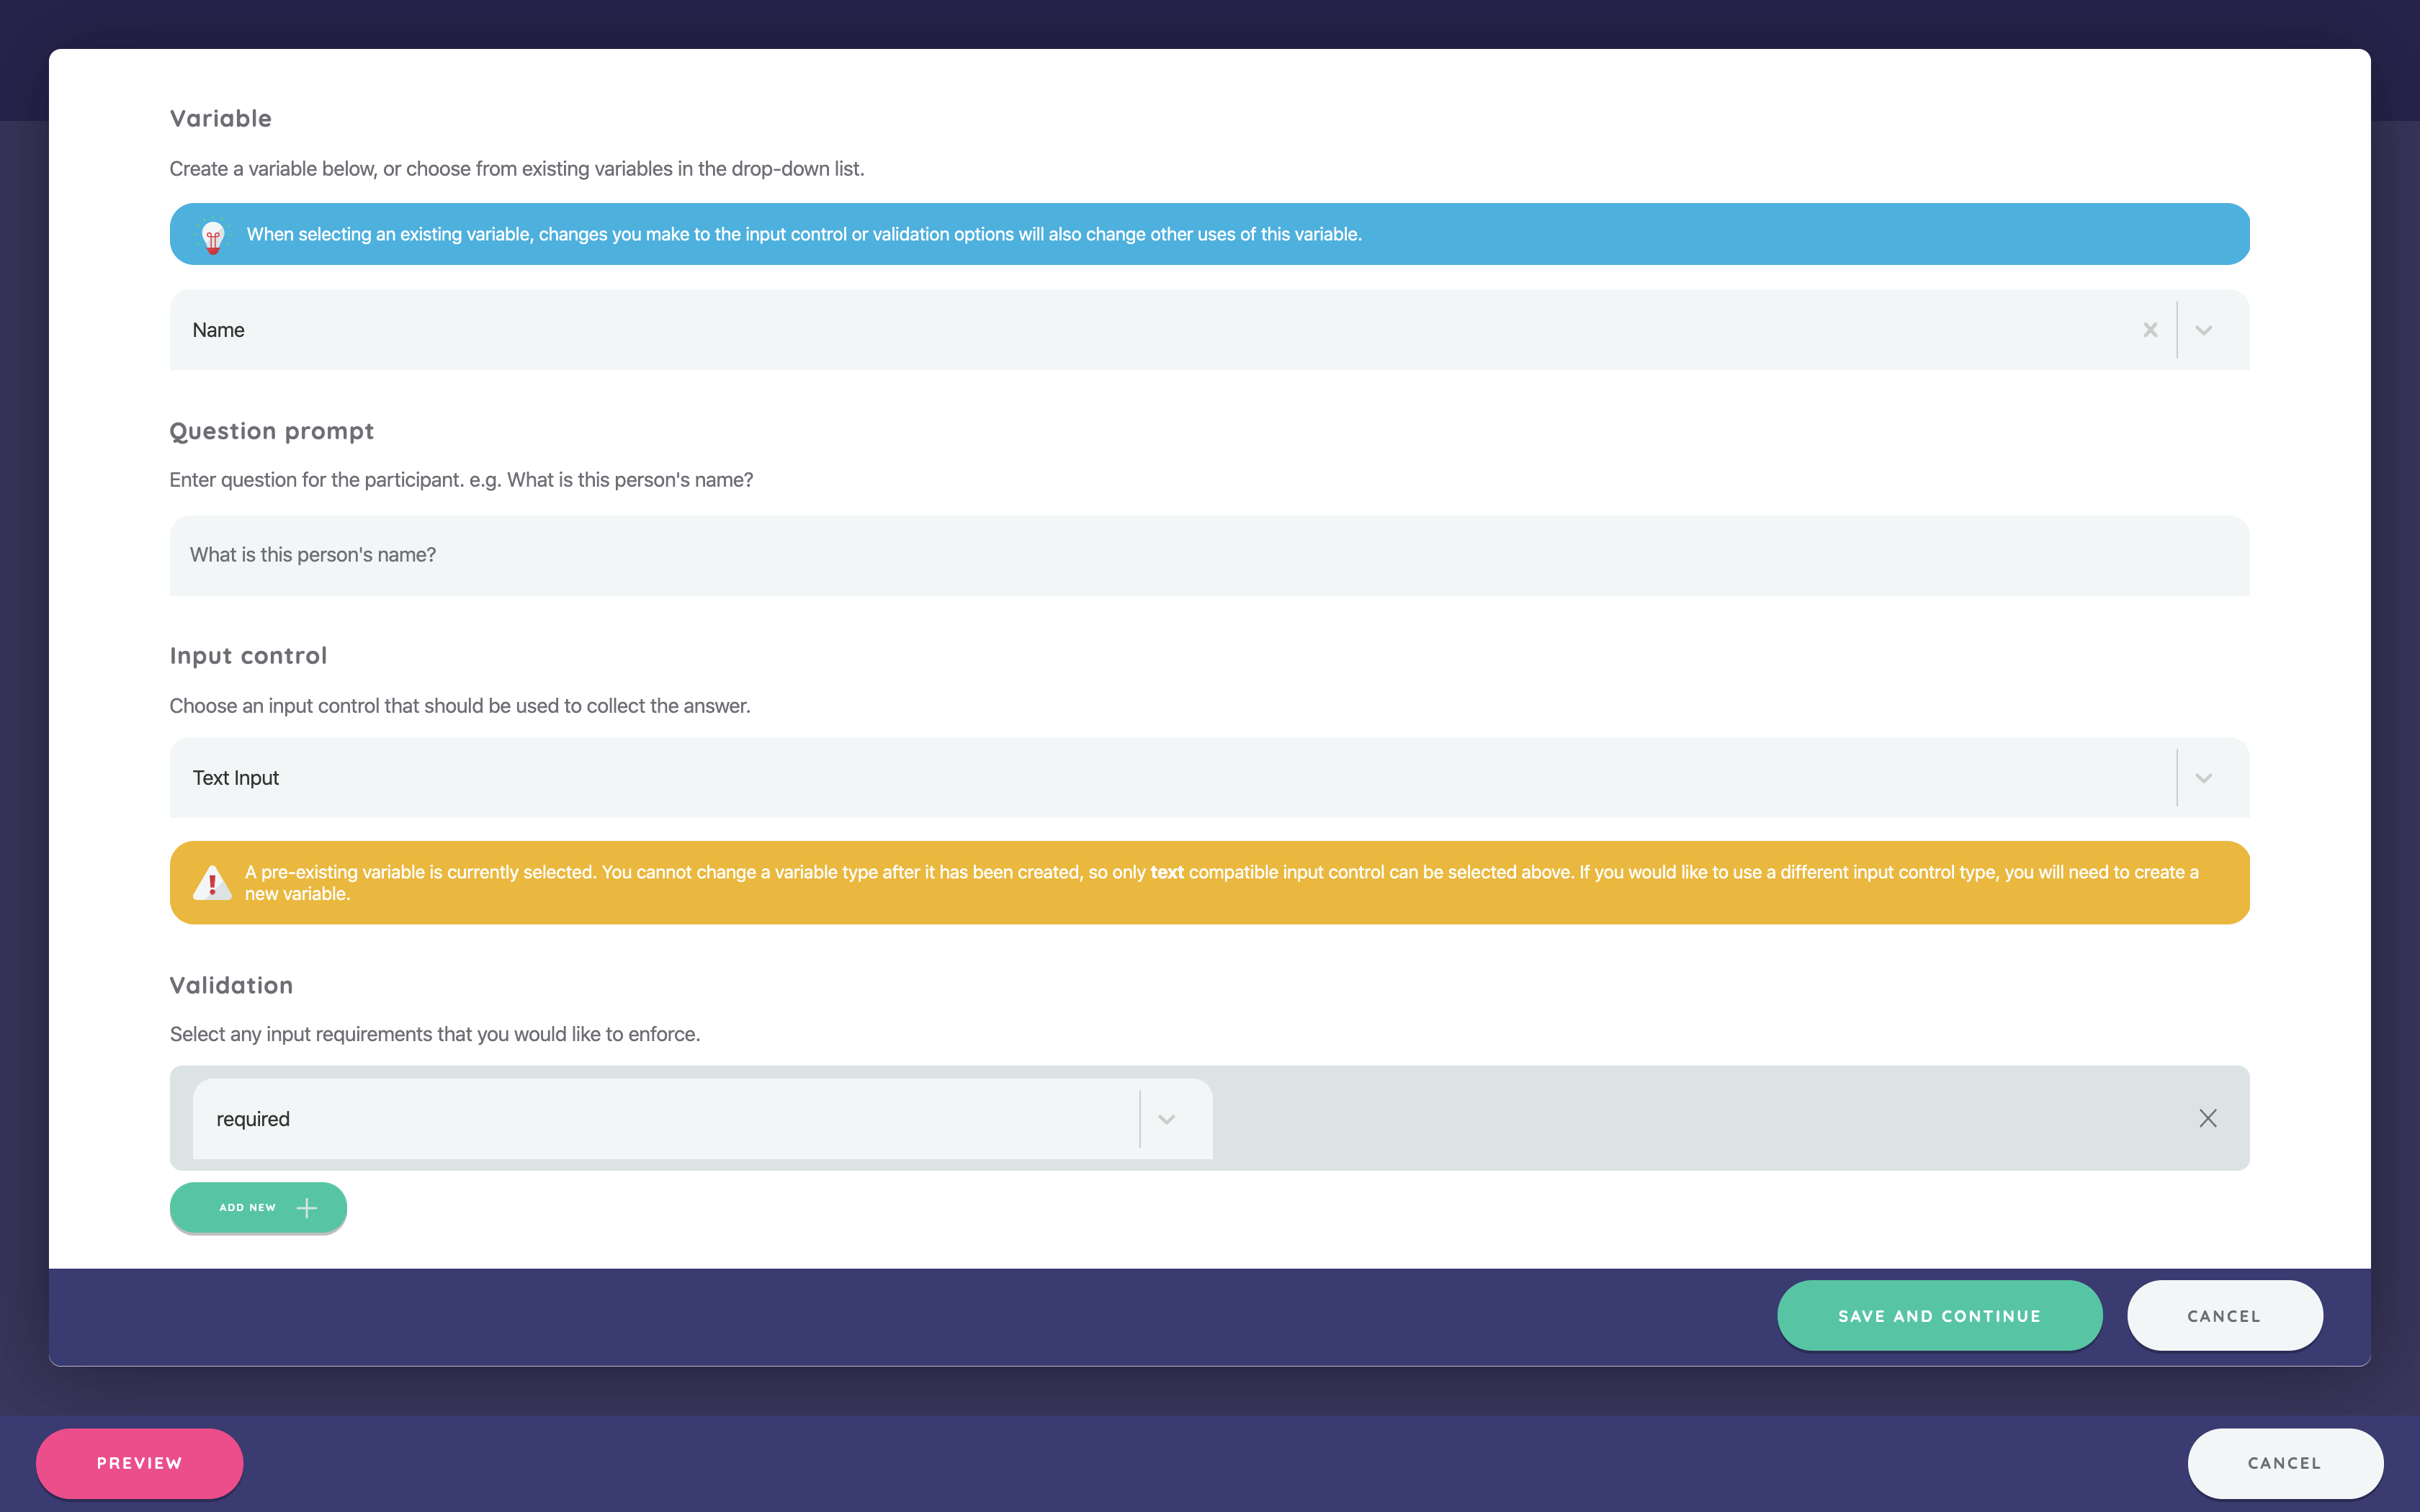 Variable
Create a variable below, or choose from existing variables in the drop-down list.
When selecting an existing variable, changes you make to the input control or validation options will also change other uses of this variable.
Name
Question prompt
Enter question for the participant. e.g. What is this person's name?
What is this person's name?
Input control
Choose an input control that should be used to collect the answer.
Text Input
A pre-existing variable is currently selected. You cannot change a variable type after it has been created, so only text compatible input control can be selected above. If you would like to use a different input control type, you will need to create a
new variable.
Validation
Select any input requirements that you would like to enforce.
required
ADD NEW
SAVE AND CONTINUE
CANCEL
PREVIEW
CANCEL